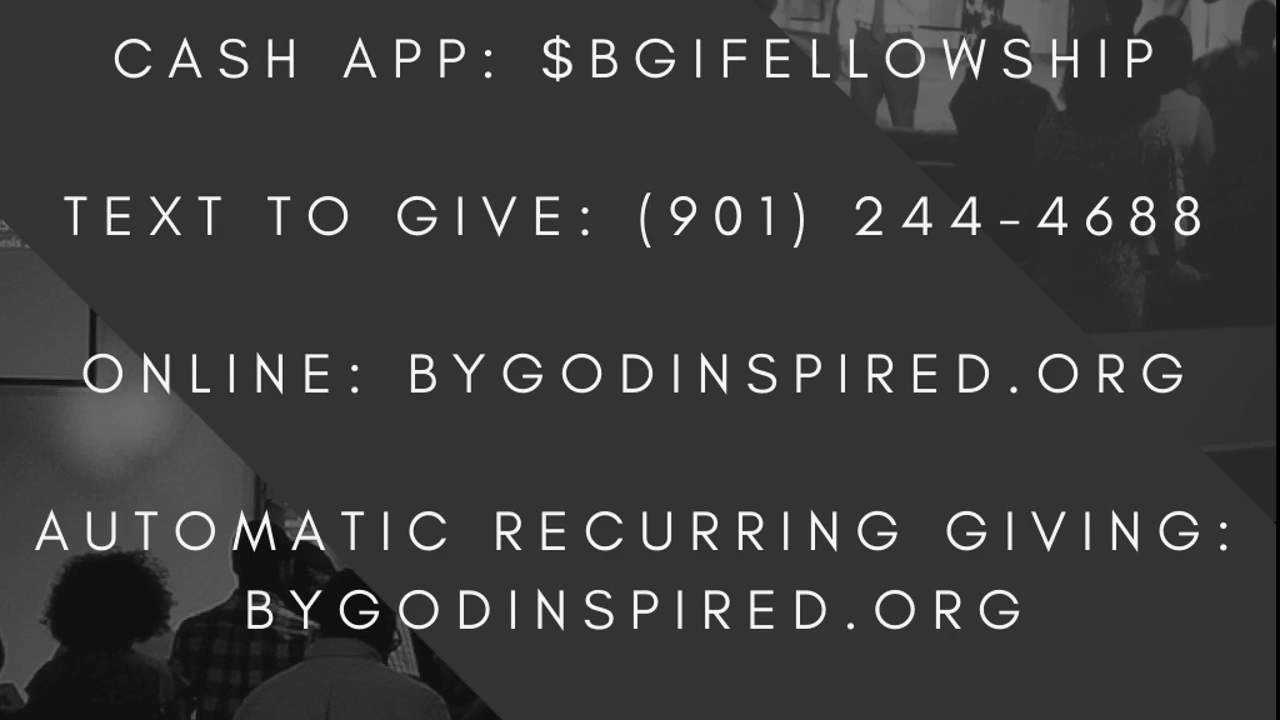 CASH APP: $BGIFELLOWSHIP
TEXT TO GIVE: (901) 244-4688
ONLINE: BYGODINSPIRED.ORG
AUTOMATIC RECURRING GIVING:
BYGODINSPIRED.ORG